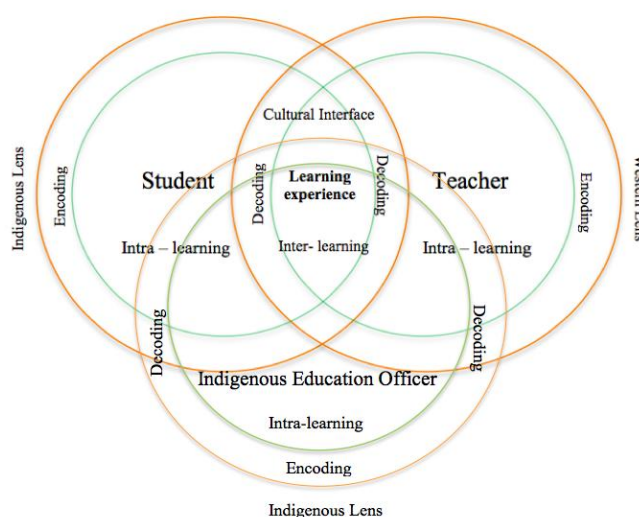 Cultural Interface
Indigenous Lens
Encoding
Student
Decoding
Learning
experience
Decoding
Teacher
Encoding
Intra – learning
Inter- learning
Intra – learning
Decoding
Decoding
Indigenous Education Officer
Intra-learning
Encoding
Indigenous Lens